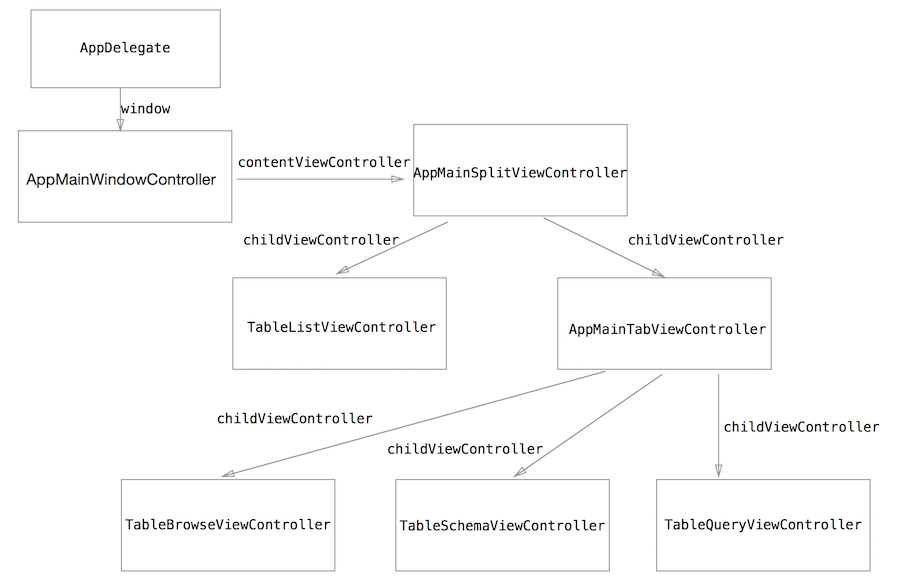 AppDelegate
window
AppMainWindowController
contentViewController
AppMainSplitViewController
childViewController
childViewController
TableListViewController
AppMainTabViewController
childViewController
childViewController
childViewController
TableBrowseViewController
TableSchemaViewController
TableQueryViewController